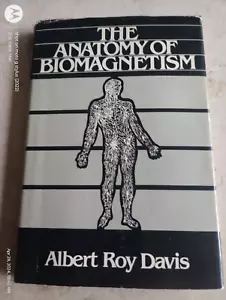 THE
ANATOMY OF
BIOMAGNETISM
Albert Roy Davis